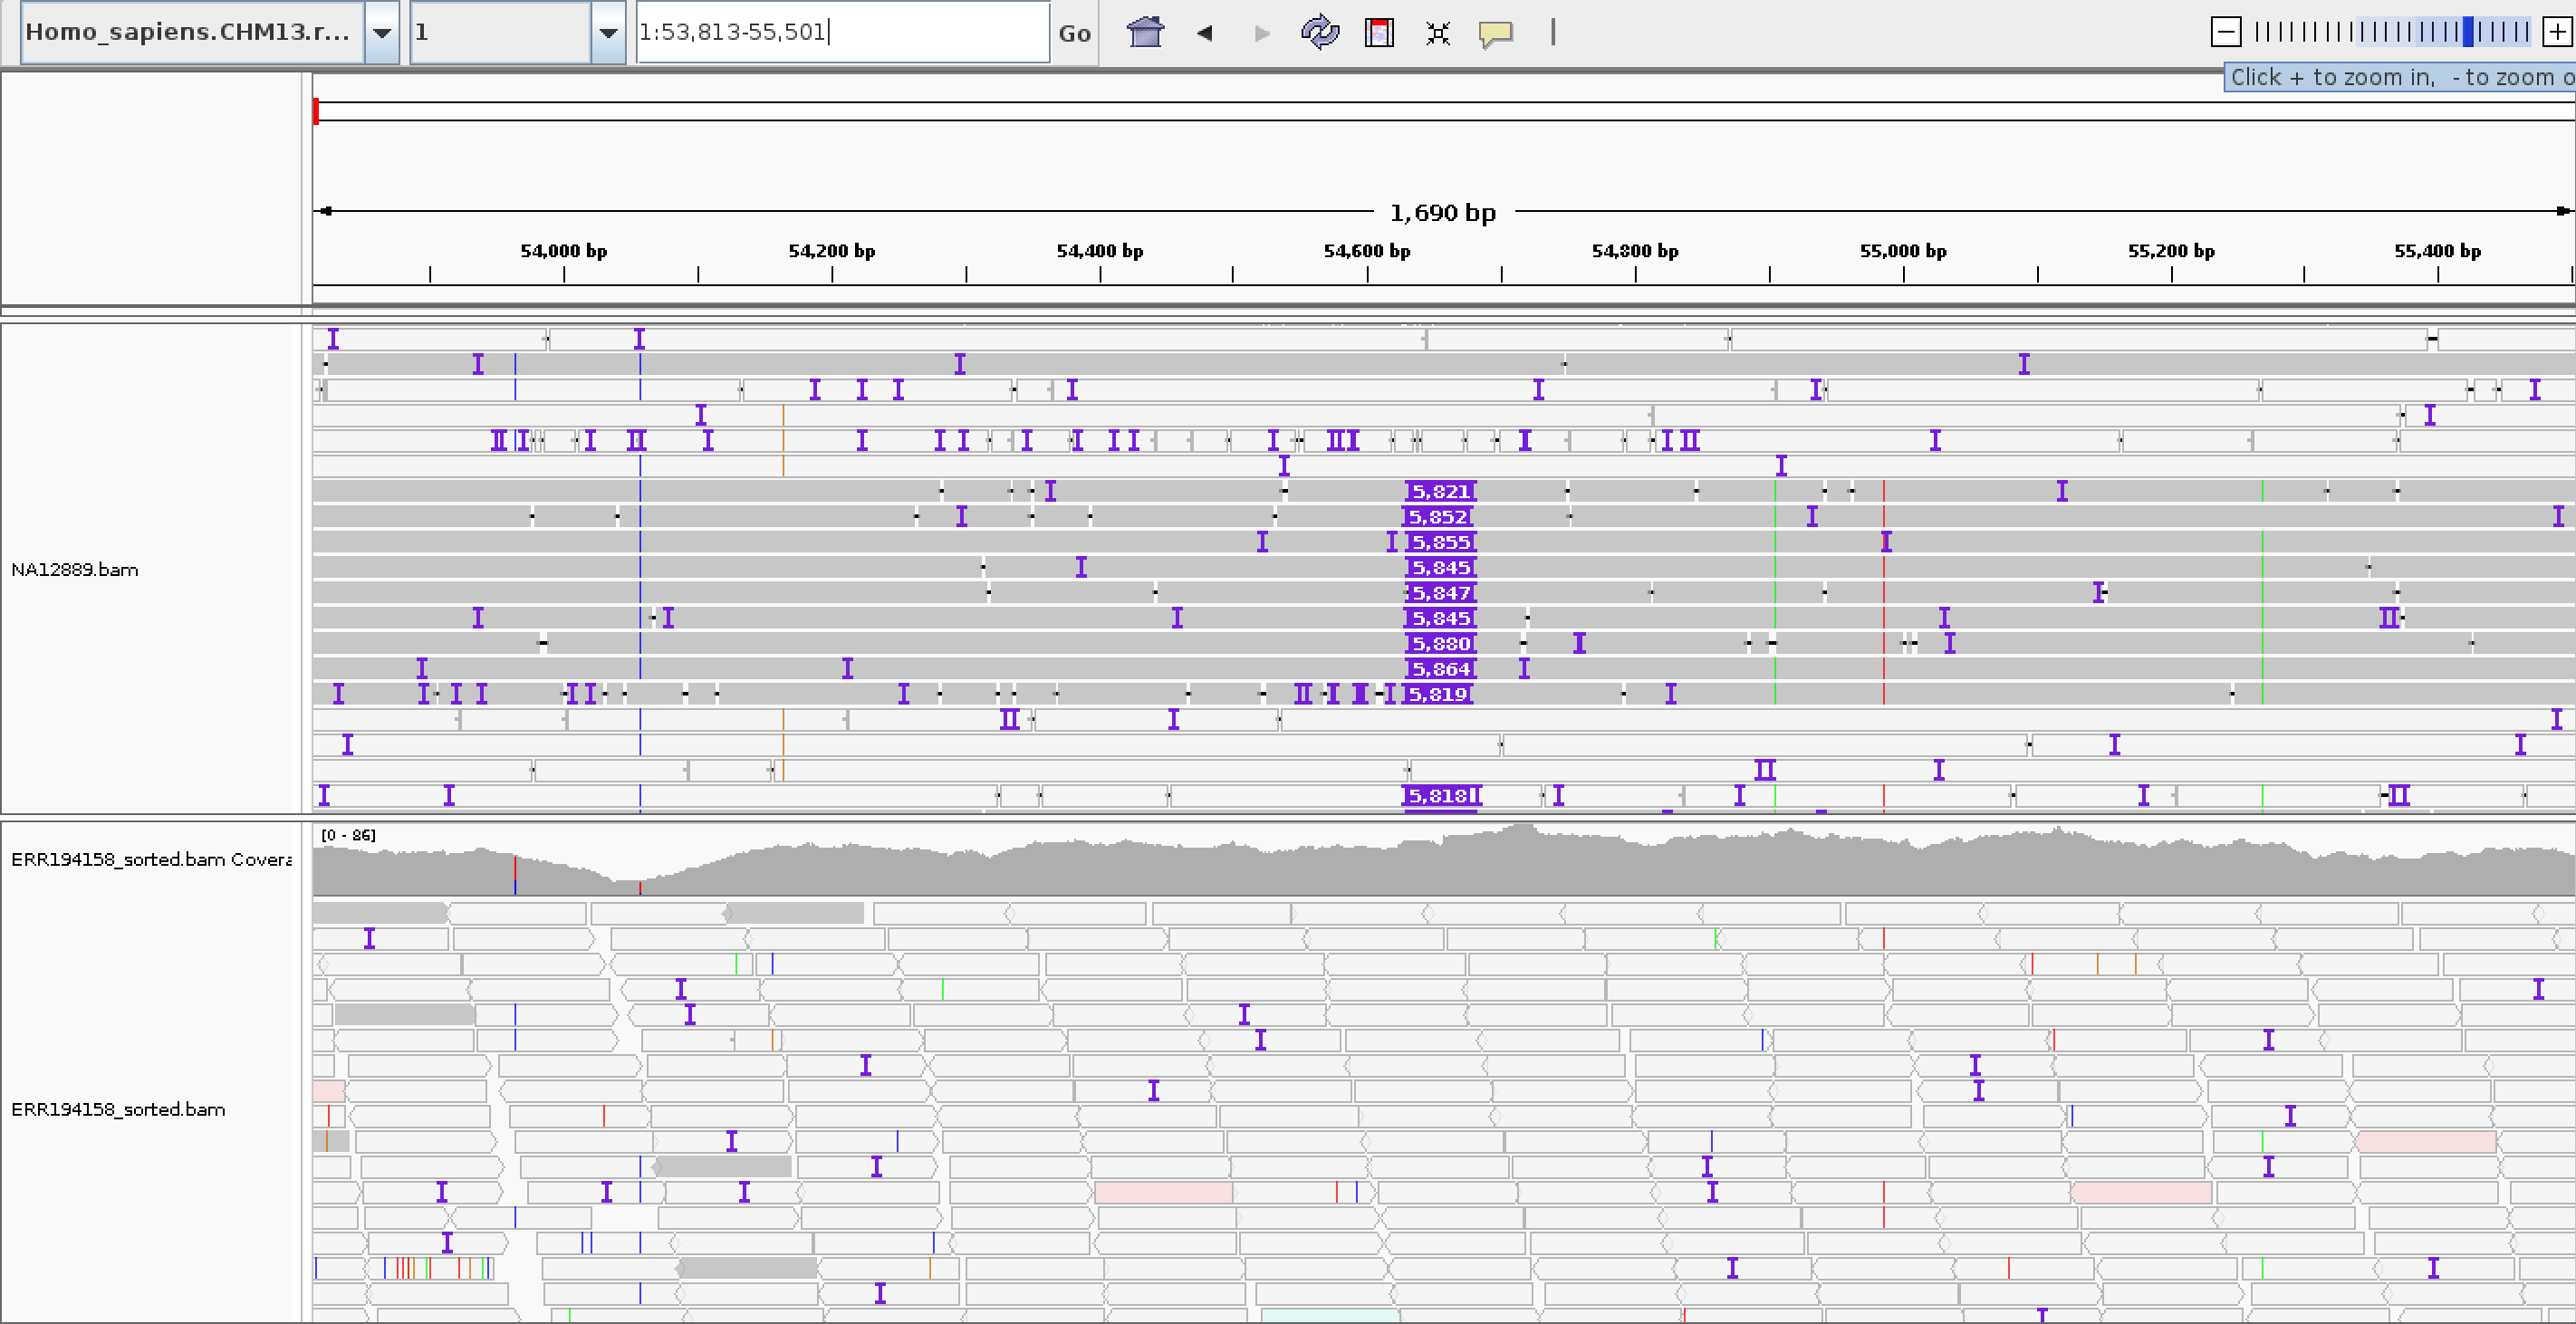 Homo_sapiens.CHM13.r... 1 1:53,813-55,501 Go
Click + to zoom in, - to zoom o
1,690 bp
54,000 bp 54,200 bp 54,400 bp 54,600 bp 54,800 bp 55,000 bp 55,200 bp 55,400 bp
5,821
5,852
5,855
NA12889.bam
5,845
5,847
5,845
5,880
5,864
5,819
5,818
[0 - 86]
ERR194158_sorted.bam Covera
ERR194158_sorted.bam